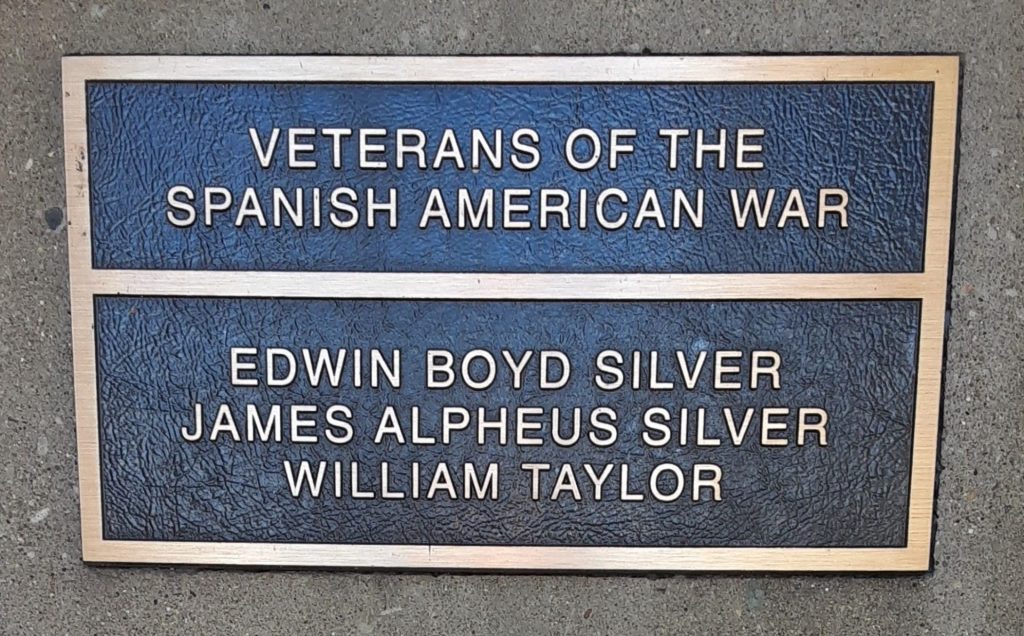 VETERANS OF THE
SPANISH AMERICAN WAR
EDWIN BOYD SILVER
JAMES ALPHEUS SILVER
WILLIAM TAYLOR